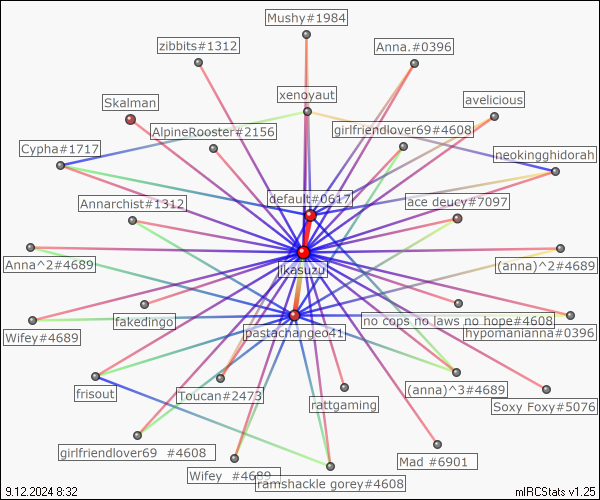 Mushy#1984
zibbits#1312
Anna.#0396
xenoyaut
avelicious
Skalman
AlpineRooster#2156
girlfriendlover69#4608
Cypha#1717
neokingghidorah
default#0617
Annarchist#1312
ace deucy#7097
Anna^2#4689
ikasuzu
(anna)^2#4689
fakedingo
no cops no laws no hope#4608
Wifey#4689
pastachangeo41
hypomanianna#0396
frisout
Toucan#2473
rattgaming
(anna)^3#4689
Soxy Foxy#5076
girlfriendlover69 #4608
Wifey #4689
ramshackle gorey#4608
Mad #6901
9.12.2024 8:32
mIRCStats v1.25